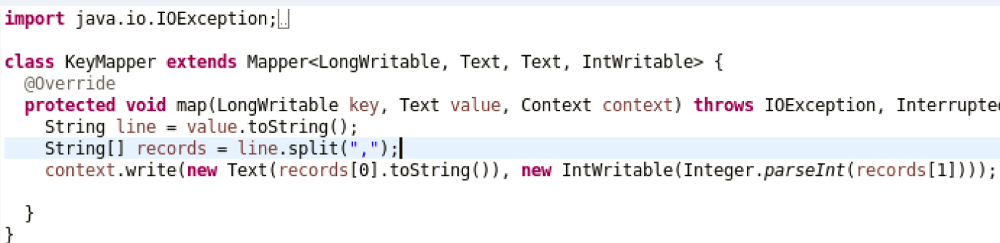 import java.io.IOException;
class KeyMapper extends Mapper<LongWritable, Text, Text, IntWritable> {
  @Override
  protected void map(LongWritable key, Text value, Context context) throws IOException, Interrupted
    String line = value.toString();
    String[] records = line.split(",");
    context.write(new Text(records[0].toString()), new IntWritable(Integer.parseInt(records[1])));
  }
}